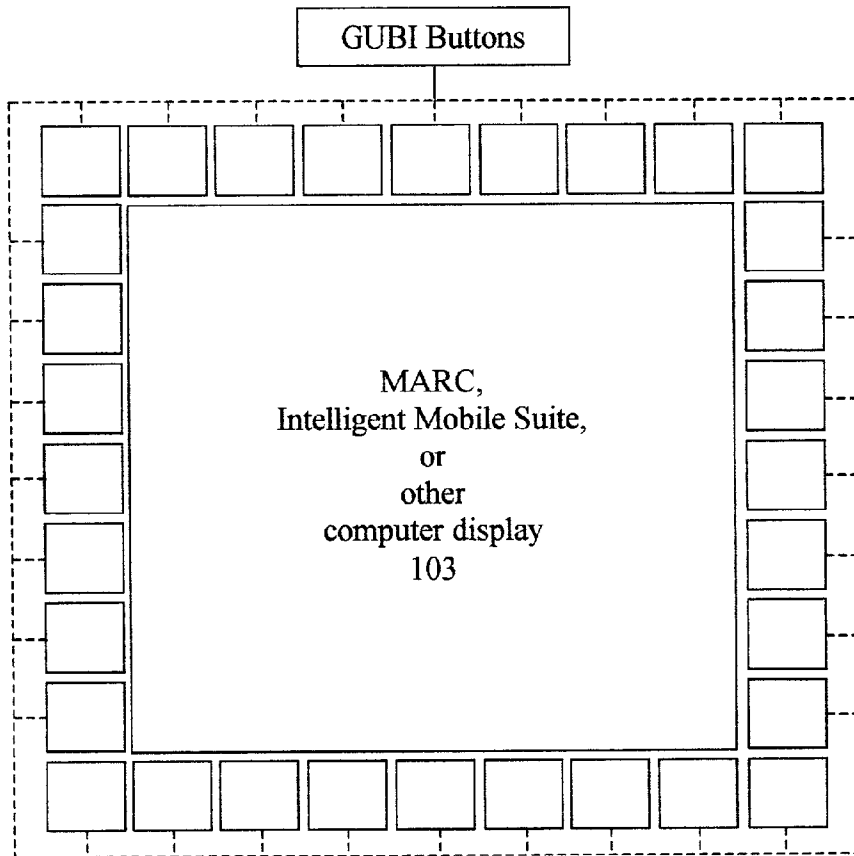 GUBI Buttons
MARC,
Intelligent Mobile Suite,
or
other
computer display
103